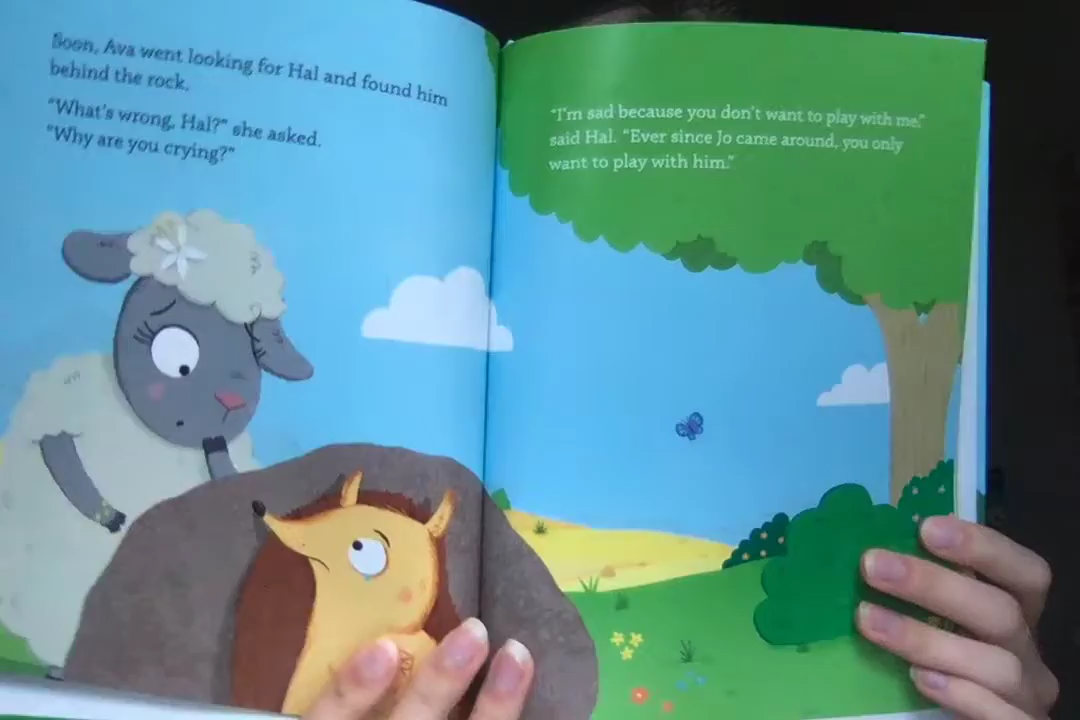 Soon, Ava went looking for Hal and found him
behind the rock.
"What's wrong, Hal?" she asked.
"Why are you crying?"
"I'm sad because you don't want to play with me,"
said Hal. "Ever since Jo came around, you only
want to play with him."